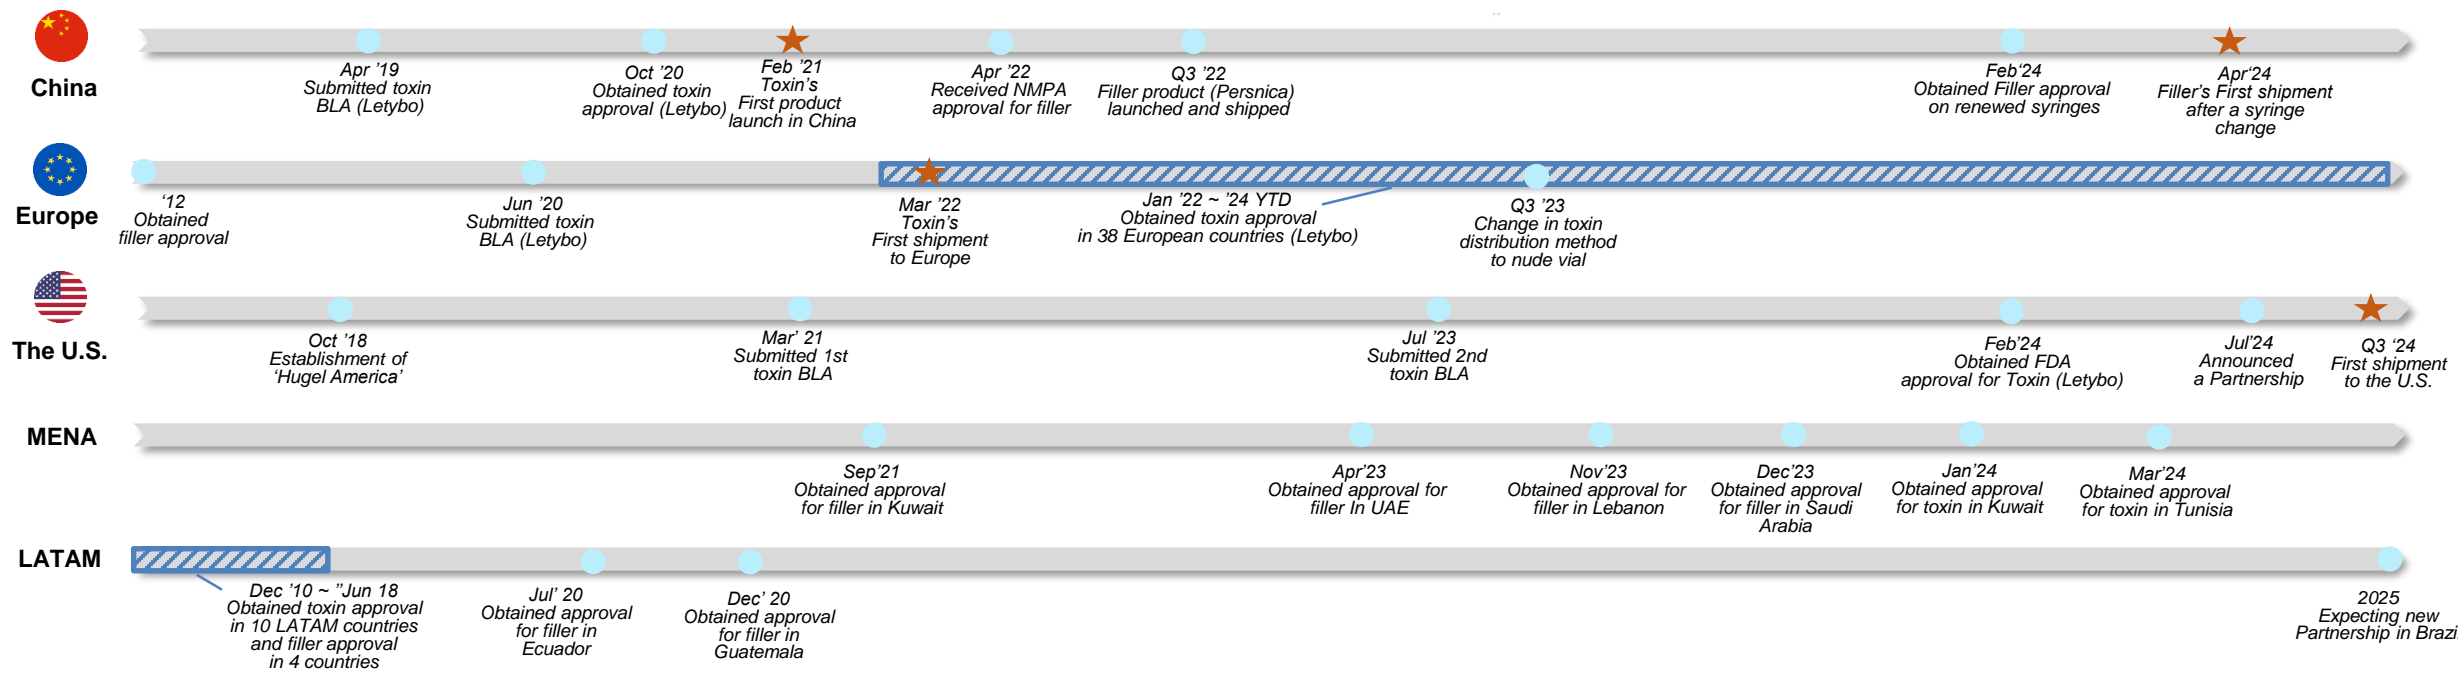 China
Apr ’19
Submitted toxin
BLA (Letybo)
Oct ’20
Obtained toxin
approval (Letybo)
Feb ’21
Toxin’s
First product
launch in China
Apr ’22
Received NMPA
approval for filler
Q3 ’22
Filler product (Persnica)
launched and shipped
Feb‘24
Obtained Filler approval
on renewed syringes
Apr‘24
Filler’s First shipment
after a syringe
change
Europe
‘12
Obtained
filler approval
Jun ’20
Submitted toxin
BLA (Letybo)
Mar ’22
Toxin’s
First shipment
to Europe
Jan ’22 ~ ’24 YTD
Obtained toxin approval
in 38 European countries (Letybo)
Q3 ’23
Change in toxin
distribution method
to nude vial
The U.S.
Oct ’18
Establishment of
‘Hugel America’
Mar’ 21
Submitted 1st
toxin BLA
Jul ’23
Submitted 2nd
toxin BLA
Feb’24
Obtained FDA
approval for Toxin (Letybo)
Jul’24
Announced
a Partnership
Q3 ‘24
First shipment
to the U.S.
MENA
Sep’21
Obtained approval
for filler in Kuwait
Apr’23
Obtained approval for
filler In UAE
Nov’23
Obtained approval for
filler in Lebanon
Dec’23
Obtained approval
for filler in Saudi
Arabia
Jan’24
Obtained approval
for toxin in Kuwait
Mar’24
Obtained approval
for toxin in Tunisia
LATAM
Dec ’10 ~ ”Jun 18
Obtained toxin approval
in 10 LATAM countries
and filler approval
in 4 countries
Jul’ 20
Obtained approval
for filler in
Ecuador
Dec’ 20
Obtained approval
for filler in
Guatemala
2025
Expecting new
Partnership in Brazi